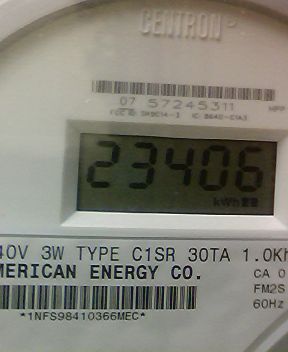 CENTRON
07 57245311
23406
kWh
40V 3W TYPE C1SR 30TA 1.0Kh
MERICAN ENERGY CO.
CA 0
FM2S
60Hz
*1NFS98410366MEC*